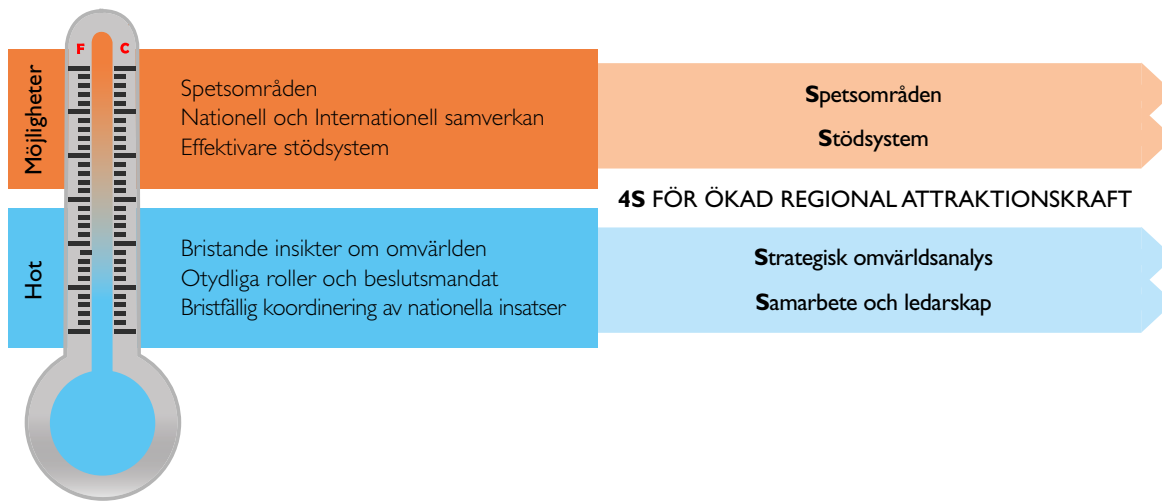 F C
Möjligheter
Spetsområden
Nationell och Internationell samverkan
Effektivare stödsystem
Spetsområden
Stödsystem
4S FÖR ÖKAD REGIONAL ATTRAKTIONSKRAFT
Hot
Bristande insikter om omvärlden
Otydliga roller och beslutsmandat
Bristfällig koordinering av nationella insatser
Strategisk omvärldsanalys
Samarbete och ledarskap